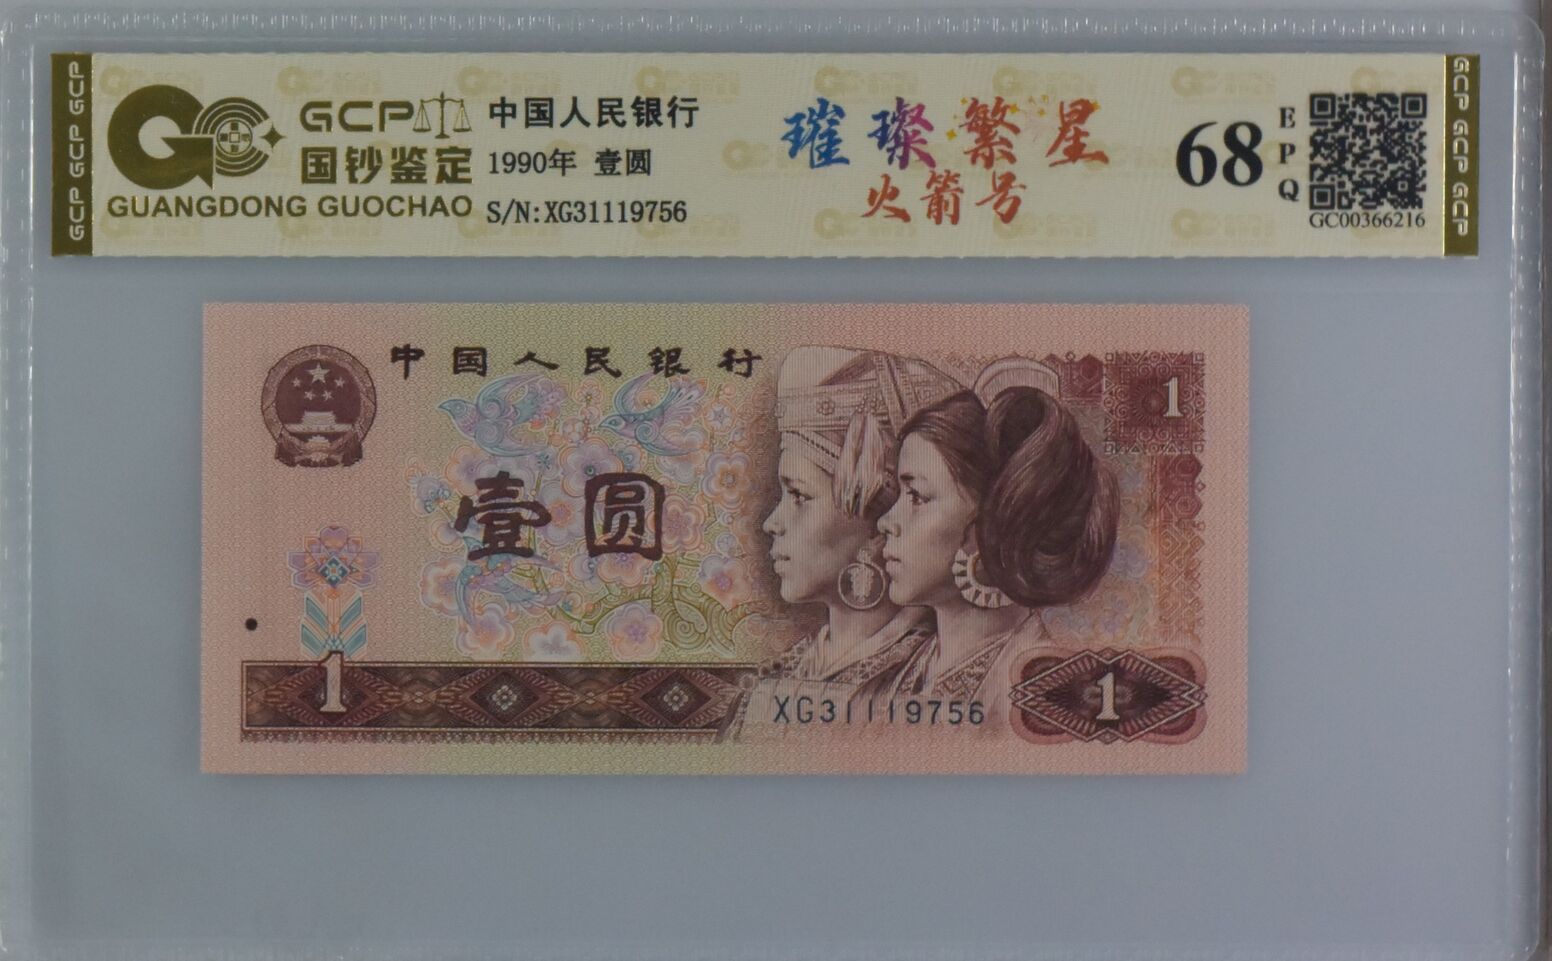 GCP GCP GCP
GCP
国钞鉴定
GUANGDONG GUOCHAO
中国人民银行
1990年 壹圆
S/N:XG31119756
璀璨繁星
火箭号
68
EPQ
GC00366216
GCP GCP GCP
中国人民银行
1
壹圆
1
XG31119756
1